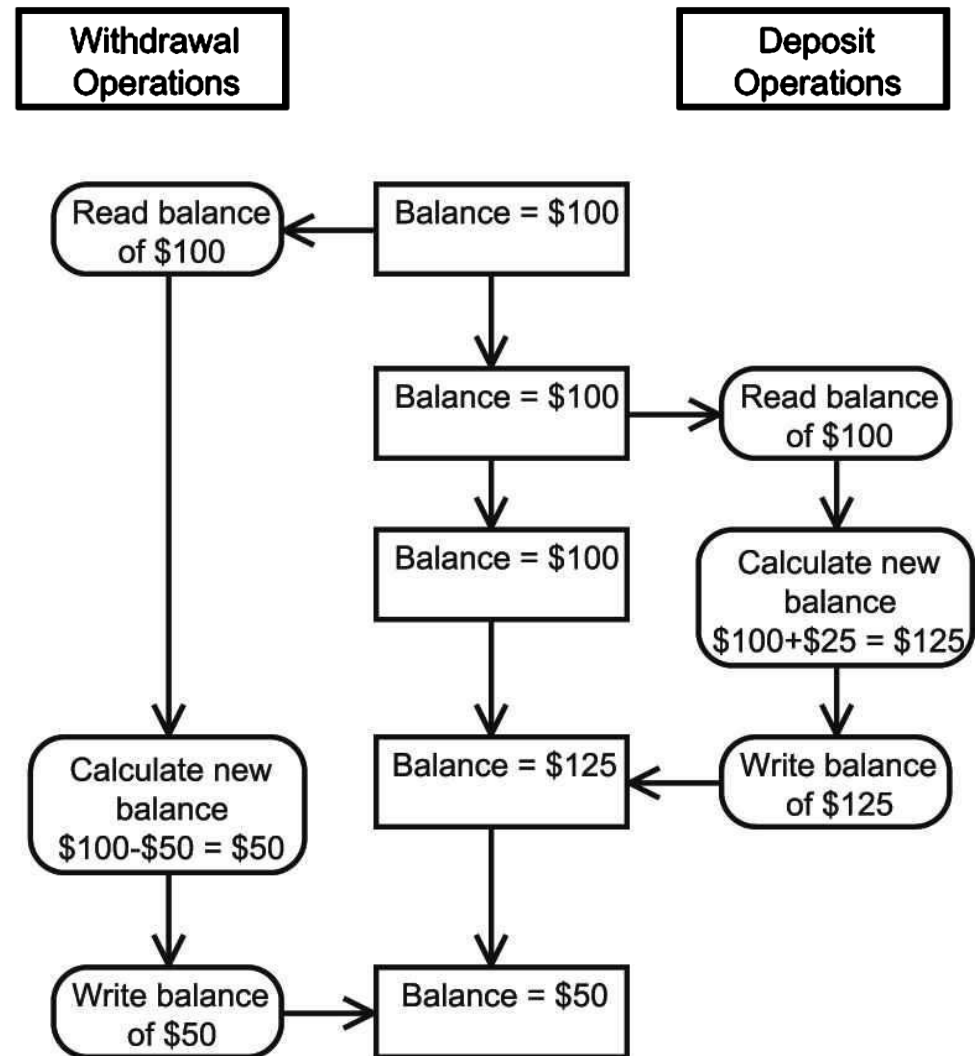 Withdrawal
Operations
Deposit
Operations
Read balance
of $100
Balance = $100
Balance = $100
Read balance
of $100
Balance = $100
Calculate new
balance
$100+$25 = $125
Calculate new
balance
$100-$50 = $50
Balance = $125
Write balance
of $125
Write balance
of $50
Balance = $50